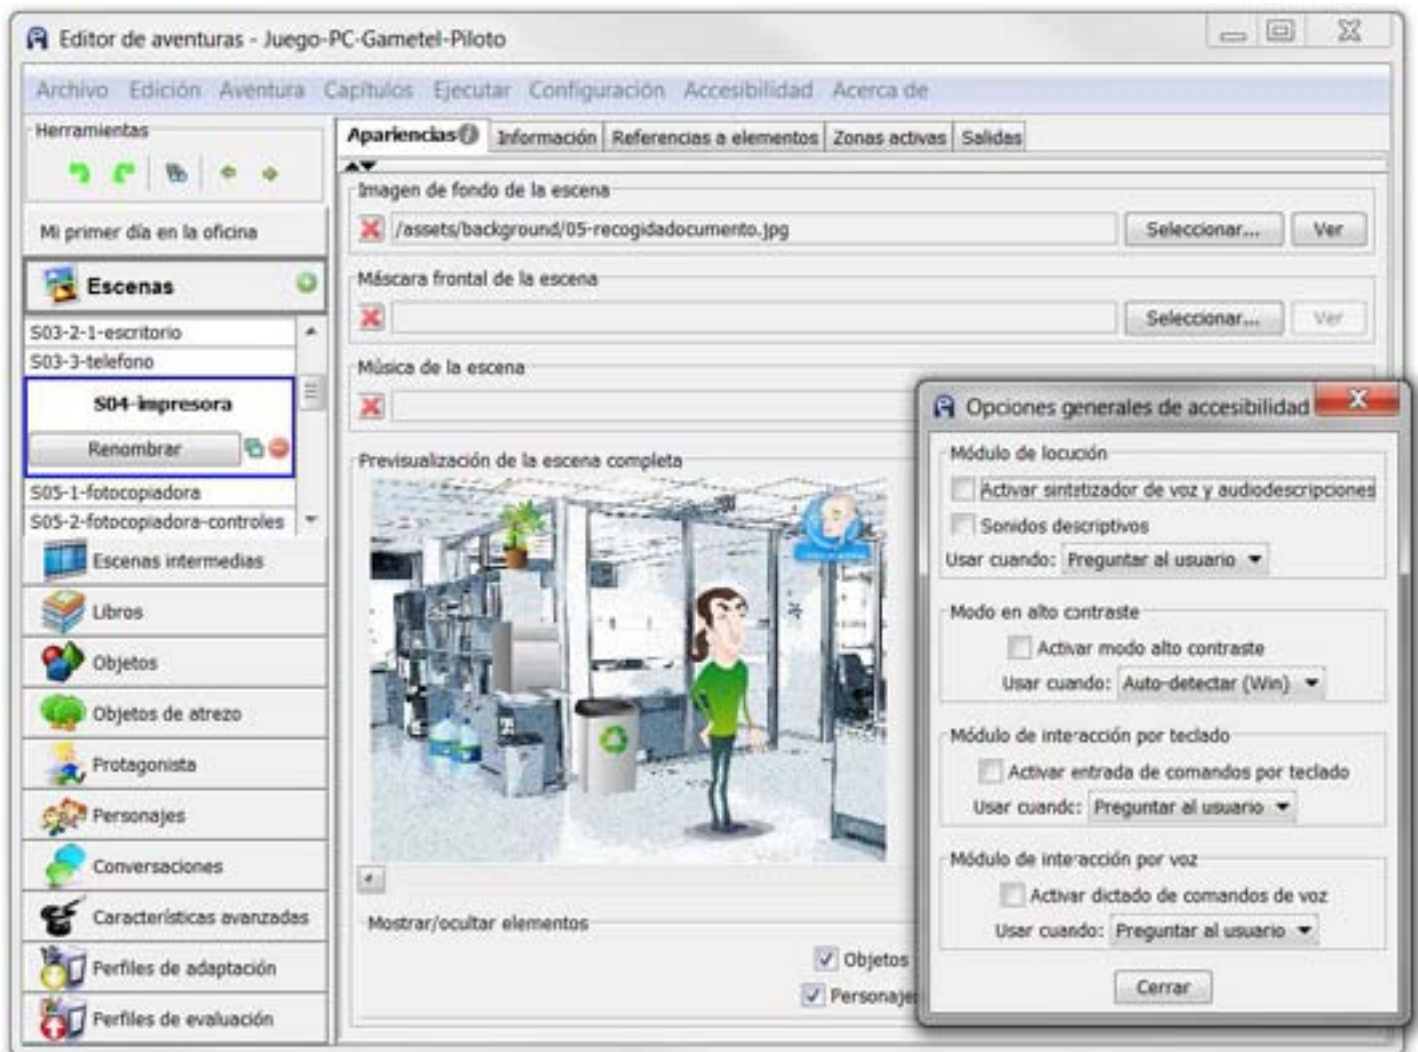 Editor de aventuras - Juego-PC-Gametel-Piloto
Archivo Edición Aventura Capítulos Ejecutar Configuración Accesibilidad Acerca de
Herramientas
Mi primer día en la oficina
Escenas
S03-2-1-escritorio
S03-3-telefono
S04-impresora
Renombrar
S05-1-fotocopiadora
S05-2-fotocopiadora-controles
Escenas intermedias
Libros
Objetos
Objetos de atrezo
Protagonista
Personajes
Conversaciones
Características avanzadas
Perfiles de adaptación
Perfiles de evaluación
Apariencias Información Referencias a elementos Zonas activas Salidas
Imagen de fondo de la escena
/assets/background/05-recogidadocumento.jpg Seleccionar... Ver
Máscara frontal de la escena
Seleccionar... Ver
Música de la escena
Previsualización de la escena completa
Mostrar/ocultar elementos
Objetos
Personajes
Opciones generales de accesibilidad
Módulo de locución
Activar sintetizador de voz y audiodescripciones
Sonidos descriptivos
Usar cuando: Preguntar al usuario
Modo en alto contraste
Activar modo alto contraste
Usar cuando: Auto-detectar (Win)
Módulo de interacción por teclado
Activar entrada de comandos por teclado
Usar cuando: Preguntar al usuario
Módulo de interacción por voz
Activar dictado de comandos de voz
Usar cuando: Preguntar al usuario
Cerrar